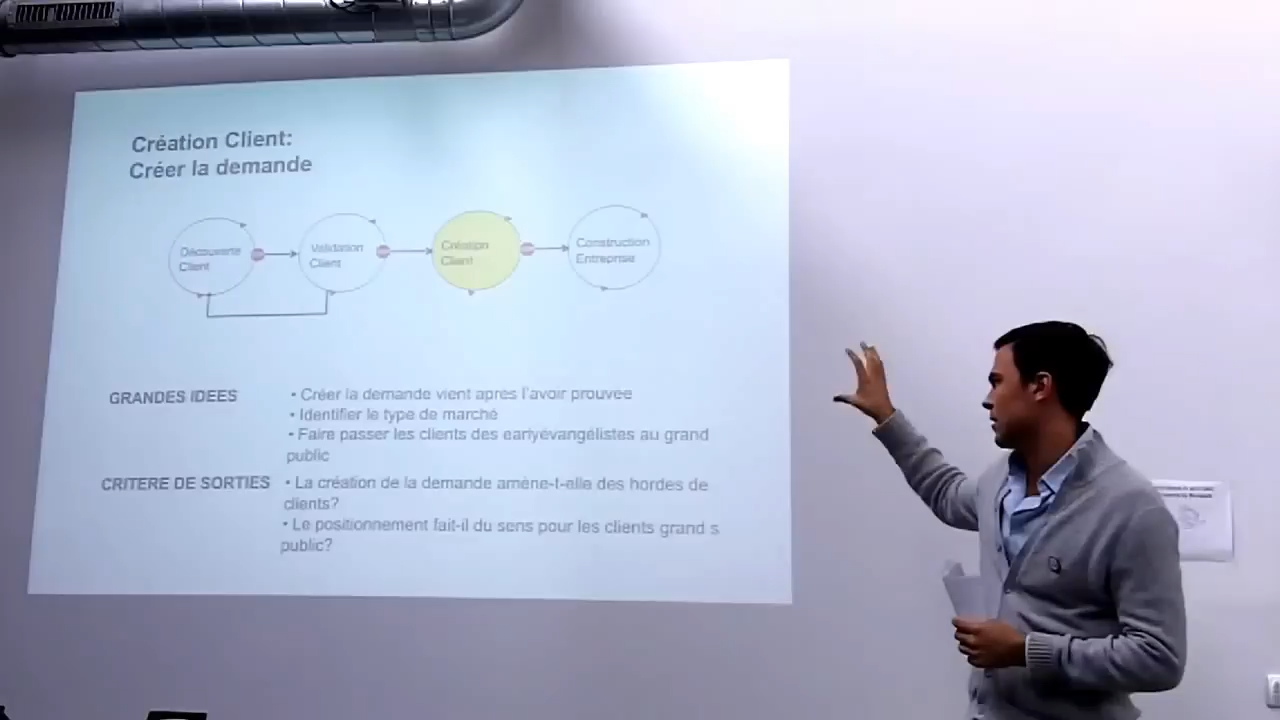 Création Client:
Créer la demande
Découverte
Client
Validation
Client
Création
Client
Construction
Entreprise
GRANDES IDEES
• Créer la demande vient après l'avoir prouvée
• Identifier le type de marché
• Faire passer les clients des earlyévangélistes au grand
public
CRITERE DE SORTIES
• La création de la demande amène-t-elle des hordes de
clients?
• Le positionnement fait-il du sens pour les clients grand s
public?